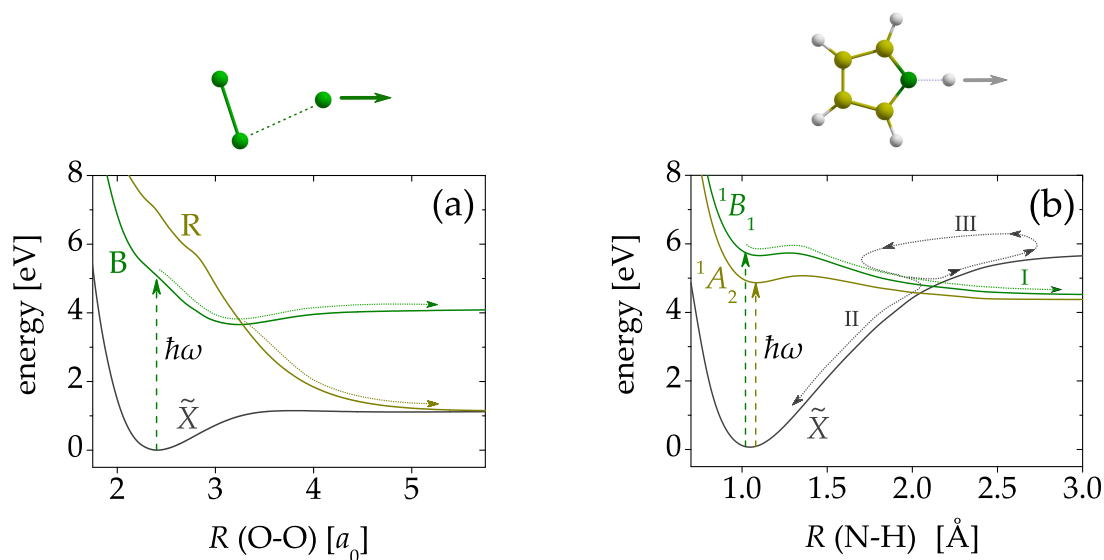 (a)
8
6
4
2
0
energy [eV]
R
B
ħω
X̃
2
3
4
5
R (O-O) [a₀]
(b)
8
6
4
2
0
energy [eV]
¹B₁
¹A₂
III
I
II
ħω
X̃
1.0
1.5
2.0
2.5
3.0
R (N-H) [Å]